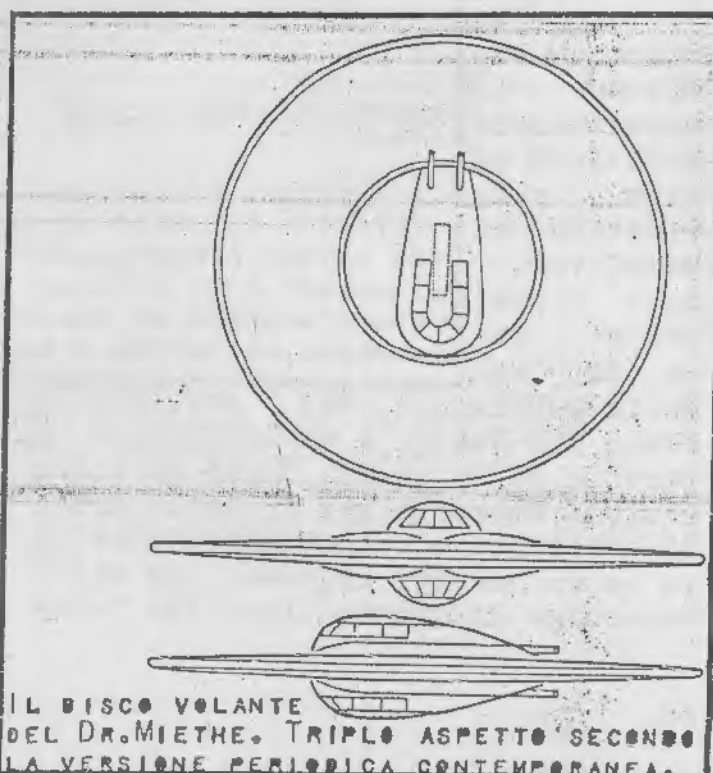 IL DISCO VOLANTE
DEL DR. MIETHE. TRIPLO ASPETTO SECONDO
LA VERSIONE PERIODICA CONTEMPORANEA.